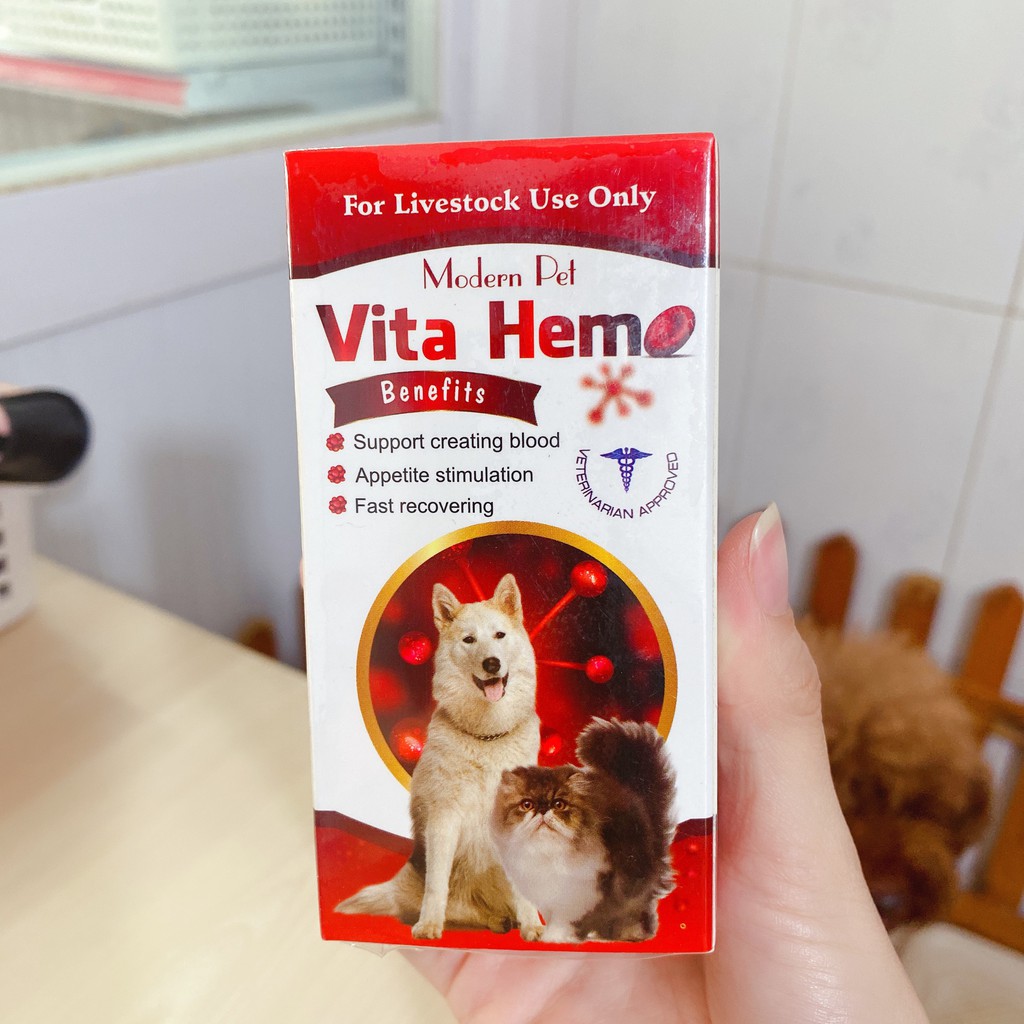 For Livestock Use Only
Modern Pet
Vita Hemo
Benefits
Support creating blood
Appetite stimulation
Fast recovering
VETERINARIAN APPROVED